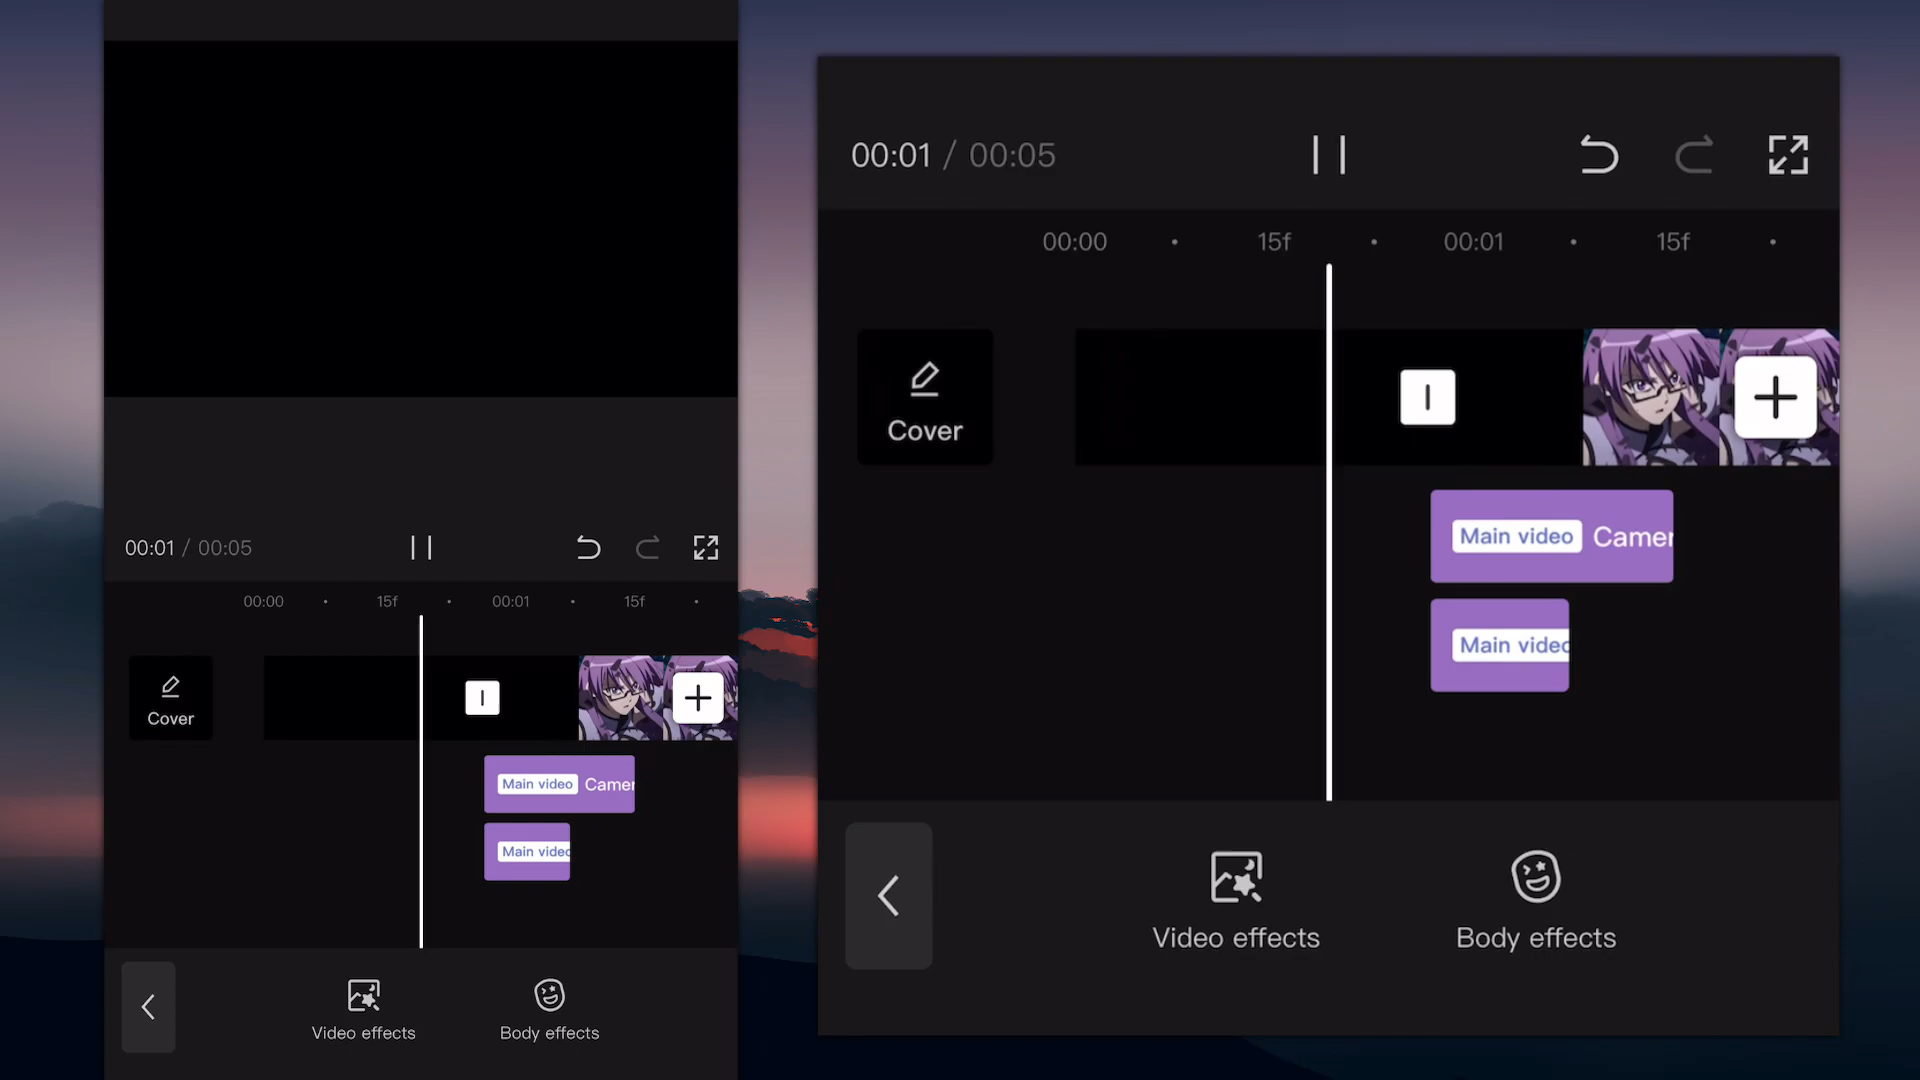 00:01 / 00:05
00:00 15f 00:01 15f
Cover
Main video Camer
Main video
Video effects
Body effects
00:01 / 00:05
00:00 15f 00:01 15f
Cover
Main video Camer
Main video
Video effects
Body effects